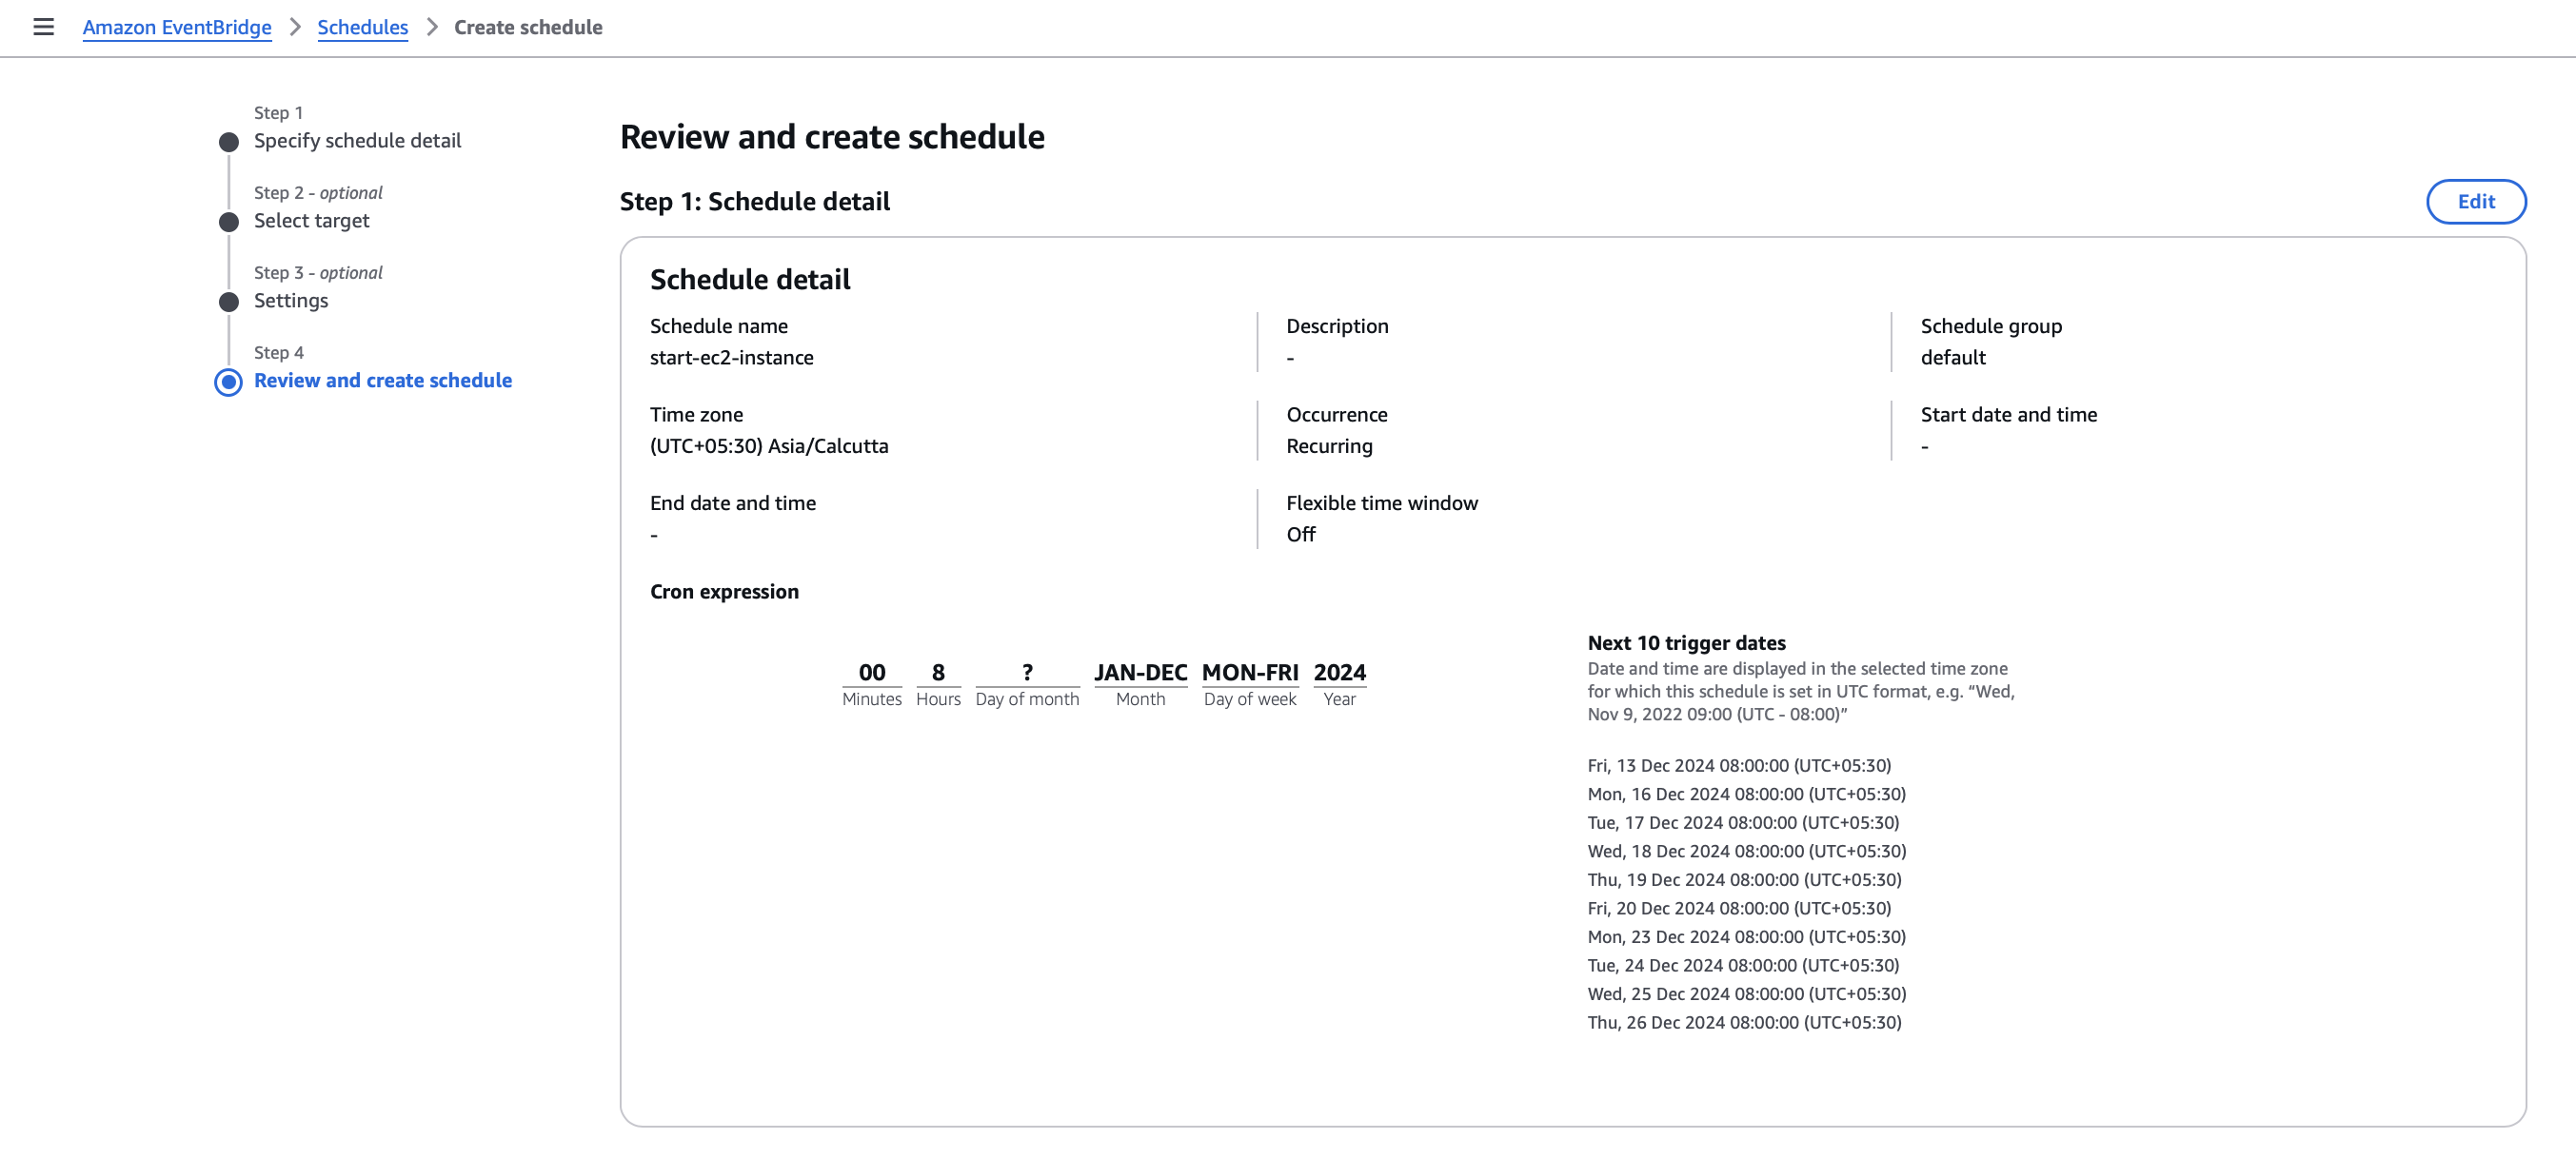 Amazon EventBridge > Schedules > Create schedule
Step 1
Specify schedule detail
Step 2 - optional
Select target
Step 3 - optional
Settings
Step 4
Review and create schedule
Review and create schedule
Step 1: Schedule detail
Edit
Schedule detail
Schedule name
start-ec2-instance
Description
-
Schedule group
default
Time zone
(UTC+05:30) Asia/Calcutta
Occurrence
Recurring
Start date and time
-
End date and time
-
Flexible time window
Off
Cron expression
00 8 ? JAN-DEC MON-FRI 2024
Minutes Hours Day of month Month Day of week Year
Next 10 trigger dates
Date and time are displayed in the selected time zone
for which this schedule is set in UTC format, e.g. “Wed,
Nov 9, 2022 09:00 (UTC - 08:00)”
Fri, 13 Dec 2024 08:00:00 (UTC+05:30)
Mon, 16 Dec 2024 08:00:00 (UTC+05:30)
Tue, 17 Dec 2024 08:00:00 (UTC+05:30)
Wed, 18 Dec 2024 08:00:00 (UTC+05:30)
Thu, 19 Dec 2024 08:00:00 (UTC+05:30)
Fri, 20 Dec 2024 08:00:00 (UTC+05:30)
Mon, 23 Dec 2024 08:00:00 (UTC+05:30)
Tue, 24 Dec 2024 08:00:00 (UTC+05:30)
Wed, 25 Dec 2024 08:00:00 (UTC+05:30)
Thu, 26 Dec 2024 08:00:00 (UTC+05:30)